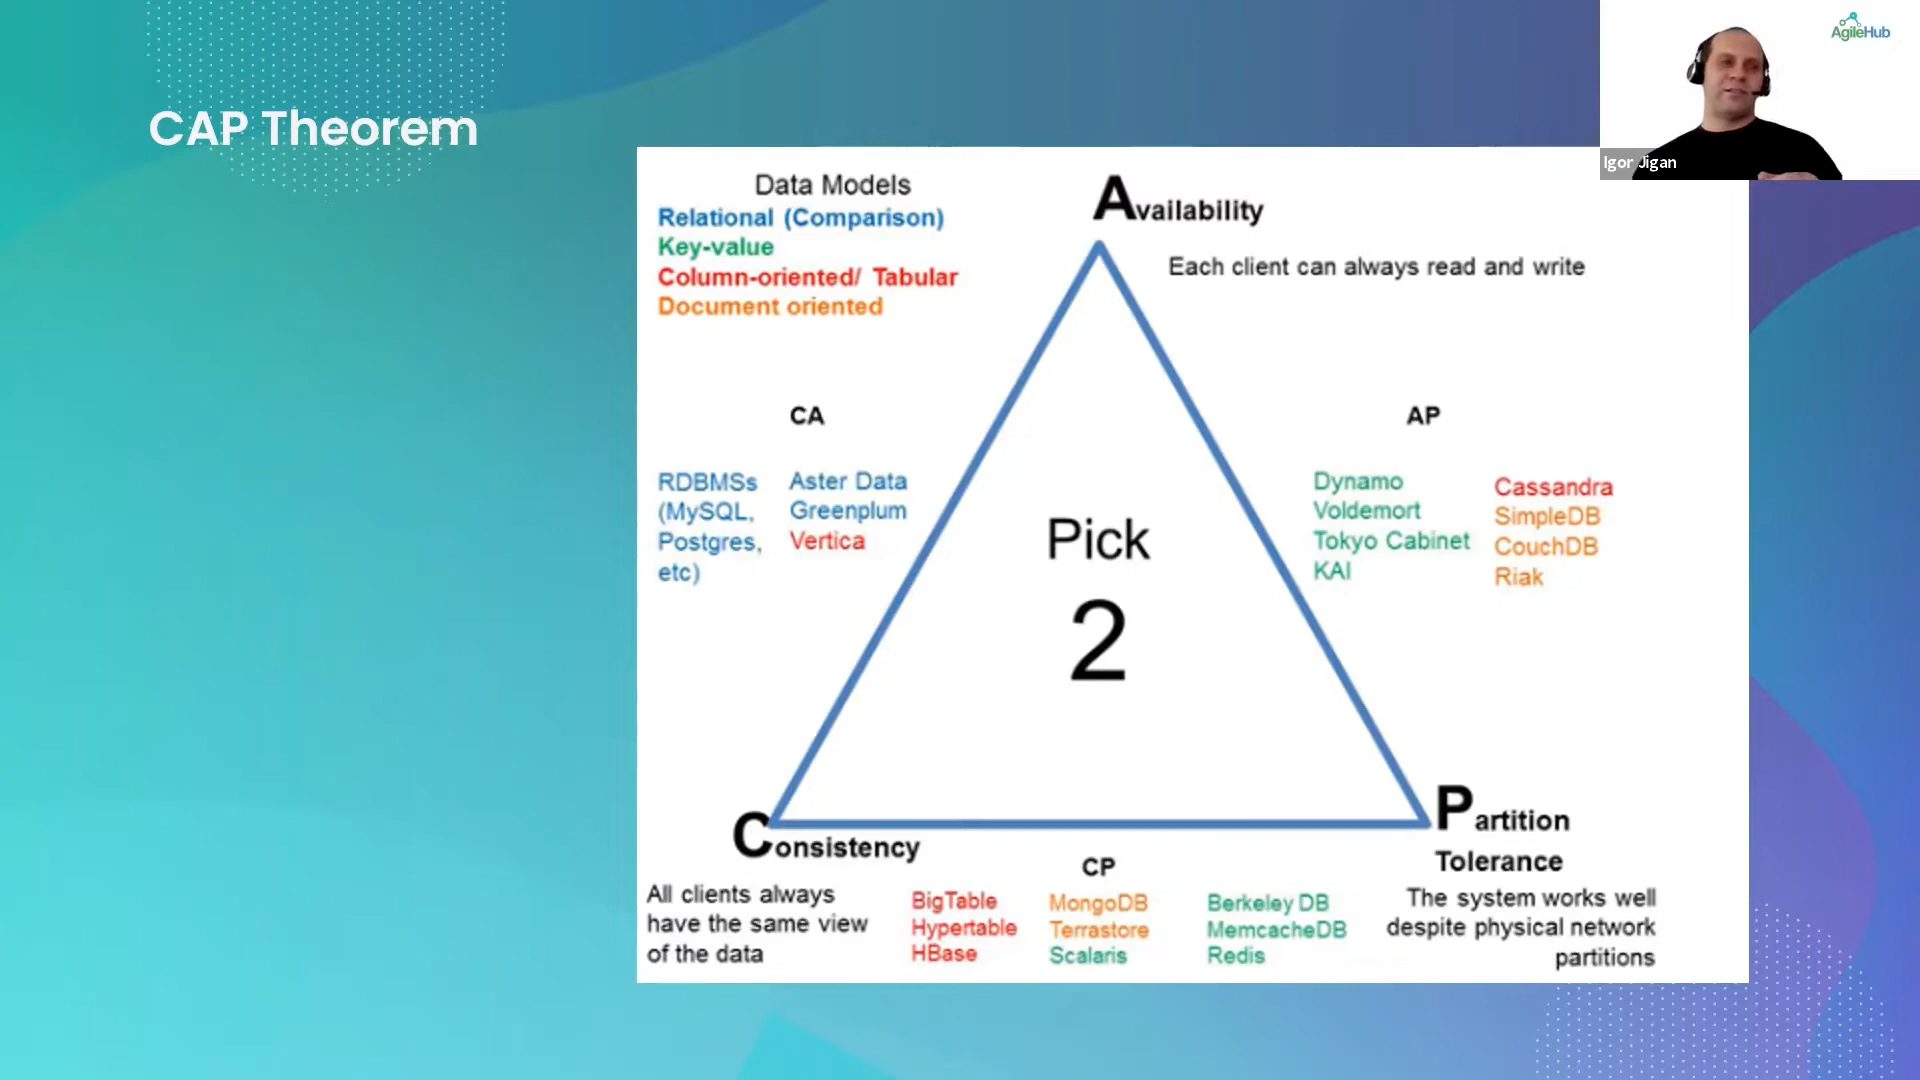 CAP Theorem
AgileHub
Igor Jigan
Data Models
Relational (Comparison)
Key-value
Column-oriented/ Tabular
Document oriented
Availability
Each client can always read and write
CA
RDBMSs
(MySQL,
Postgres,
etc)
Aster Data
Greenplum
Vertica
Pick
2
AP
Dynamo
Voldemort
Tokyo Cabinet
KAI
Cassandra
SimpleDB
CouchDB
Riak
Consistency
All clients always
have the same view
of the data
CP
BigTable
Hypertable
HBase
MongoDB
Terrastore
Scalaris
Berkeley DB
MemcacheDB
Redis
Partition
Tolerance
The system works well
despite physical network
partitions